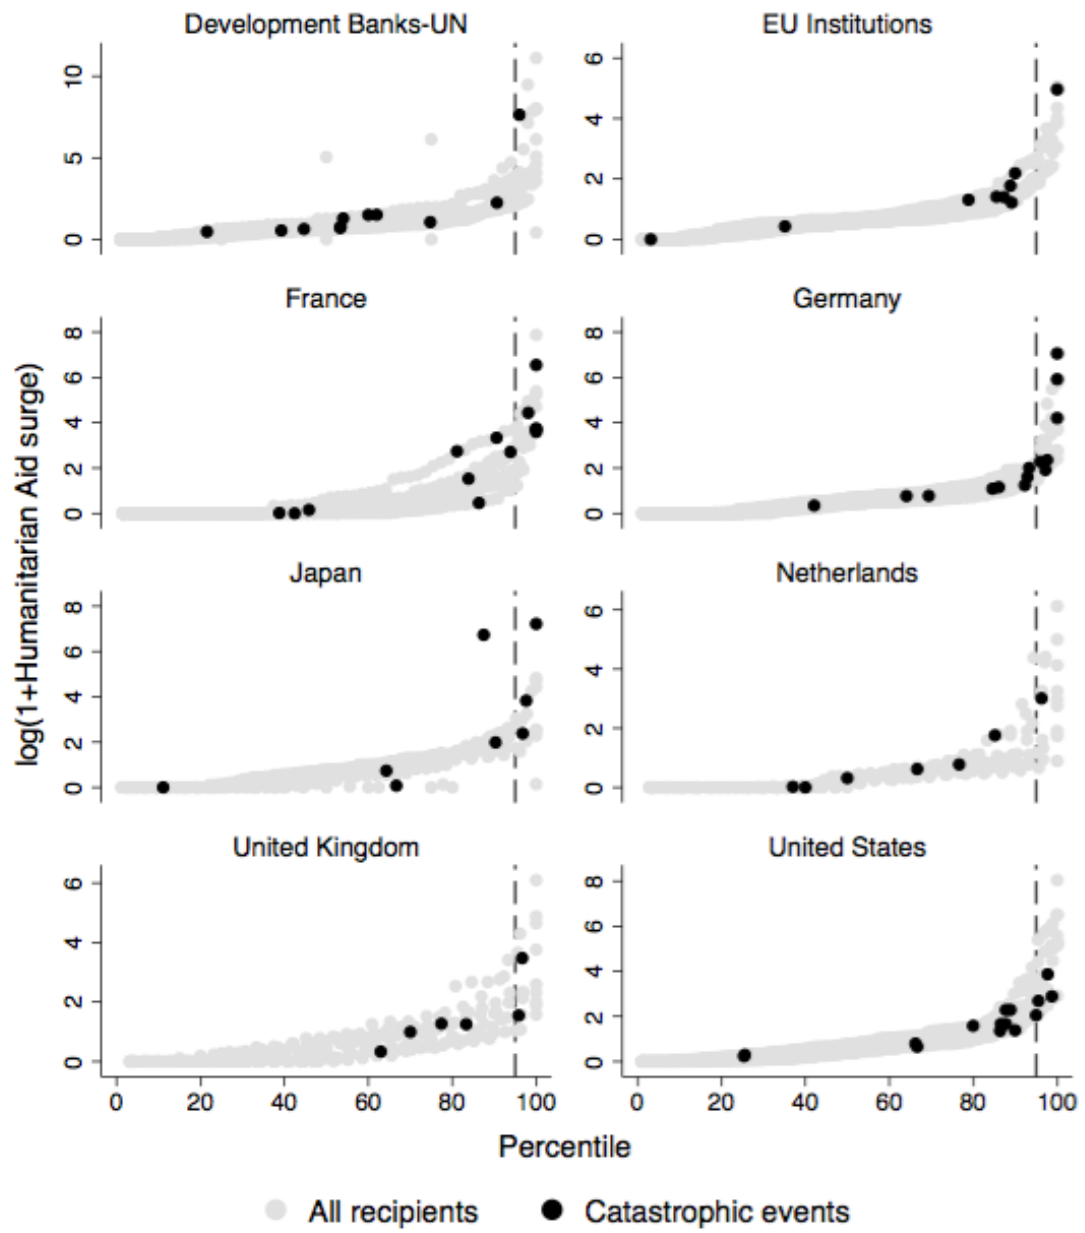 Development Banks-UN
EU Institutions
0 5 10
0 2 4 6
France
Germany
0 2 4 6 8
0 2 4 6 8
Japan
Netherlands
0 2 4 6 8
0 2 4 6
United Kingdom
United States
0 2 4 6
0 2 4 6 8
0 20 40 60 80 100
0 20 40 60 80 100
log(1+Humanitarian Aid surge)
Percentile
All recipients
Catastrophic events